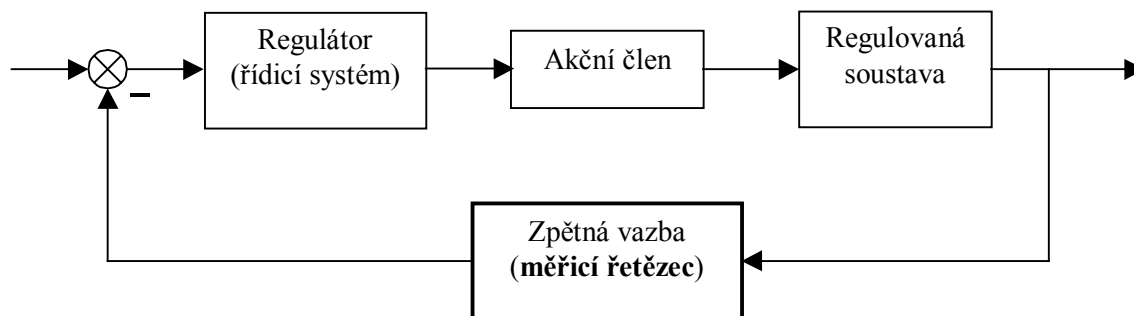 Regulátor
(řídicí systém)
Akční člen
Regulovaná
soustava
Zpětná vazba
(měřicí řetězec)